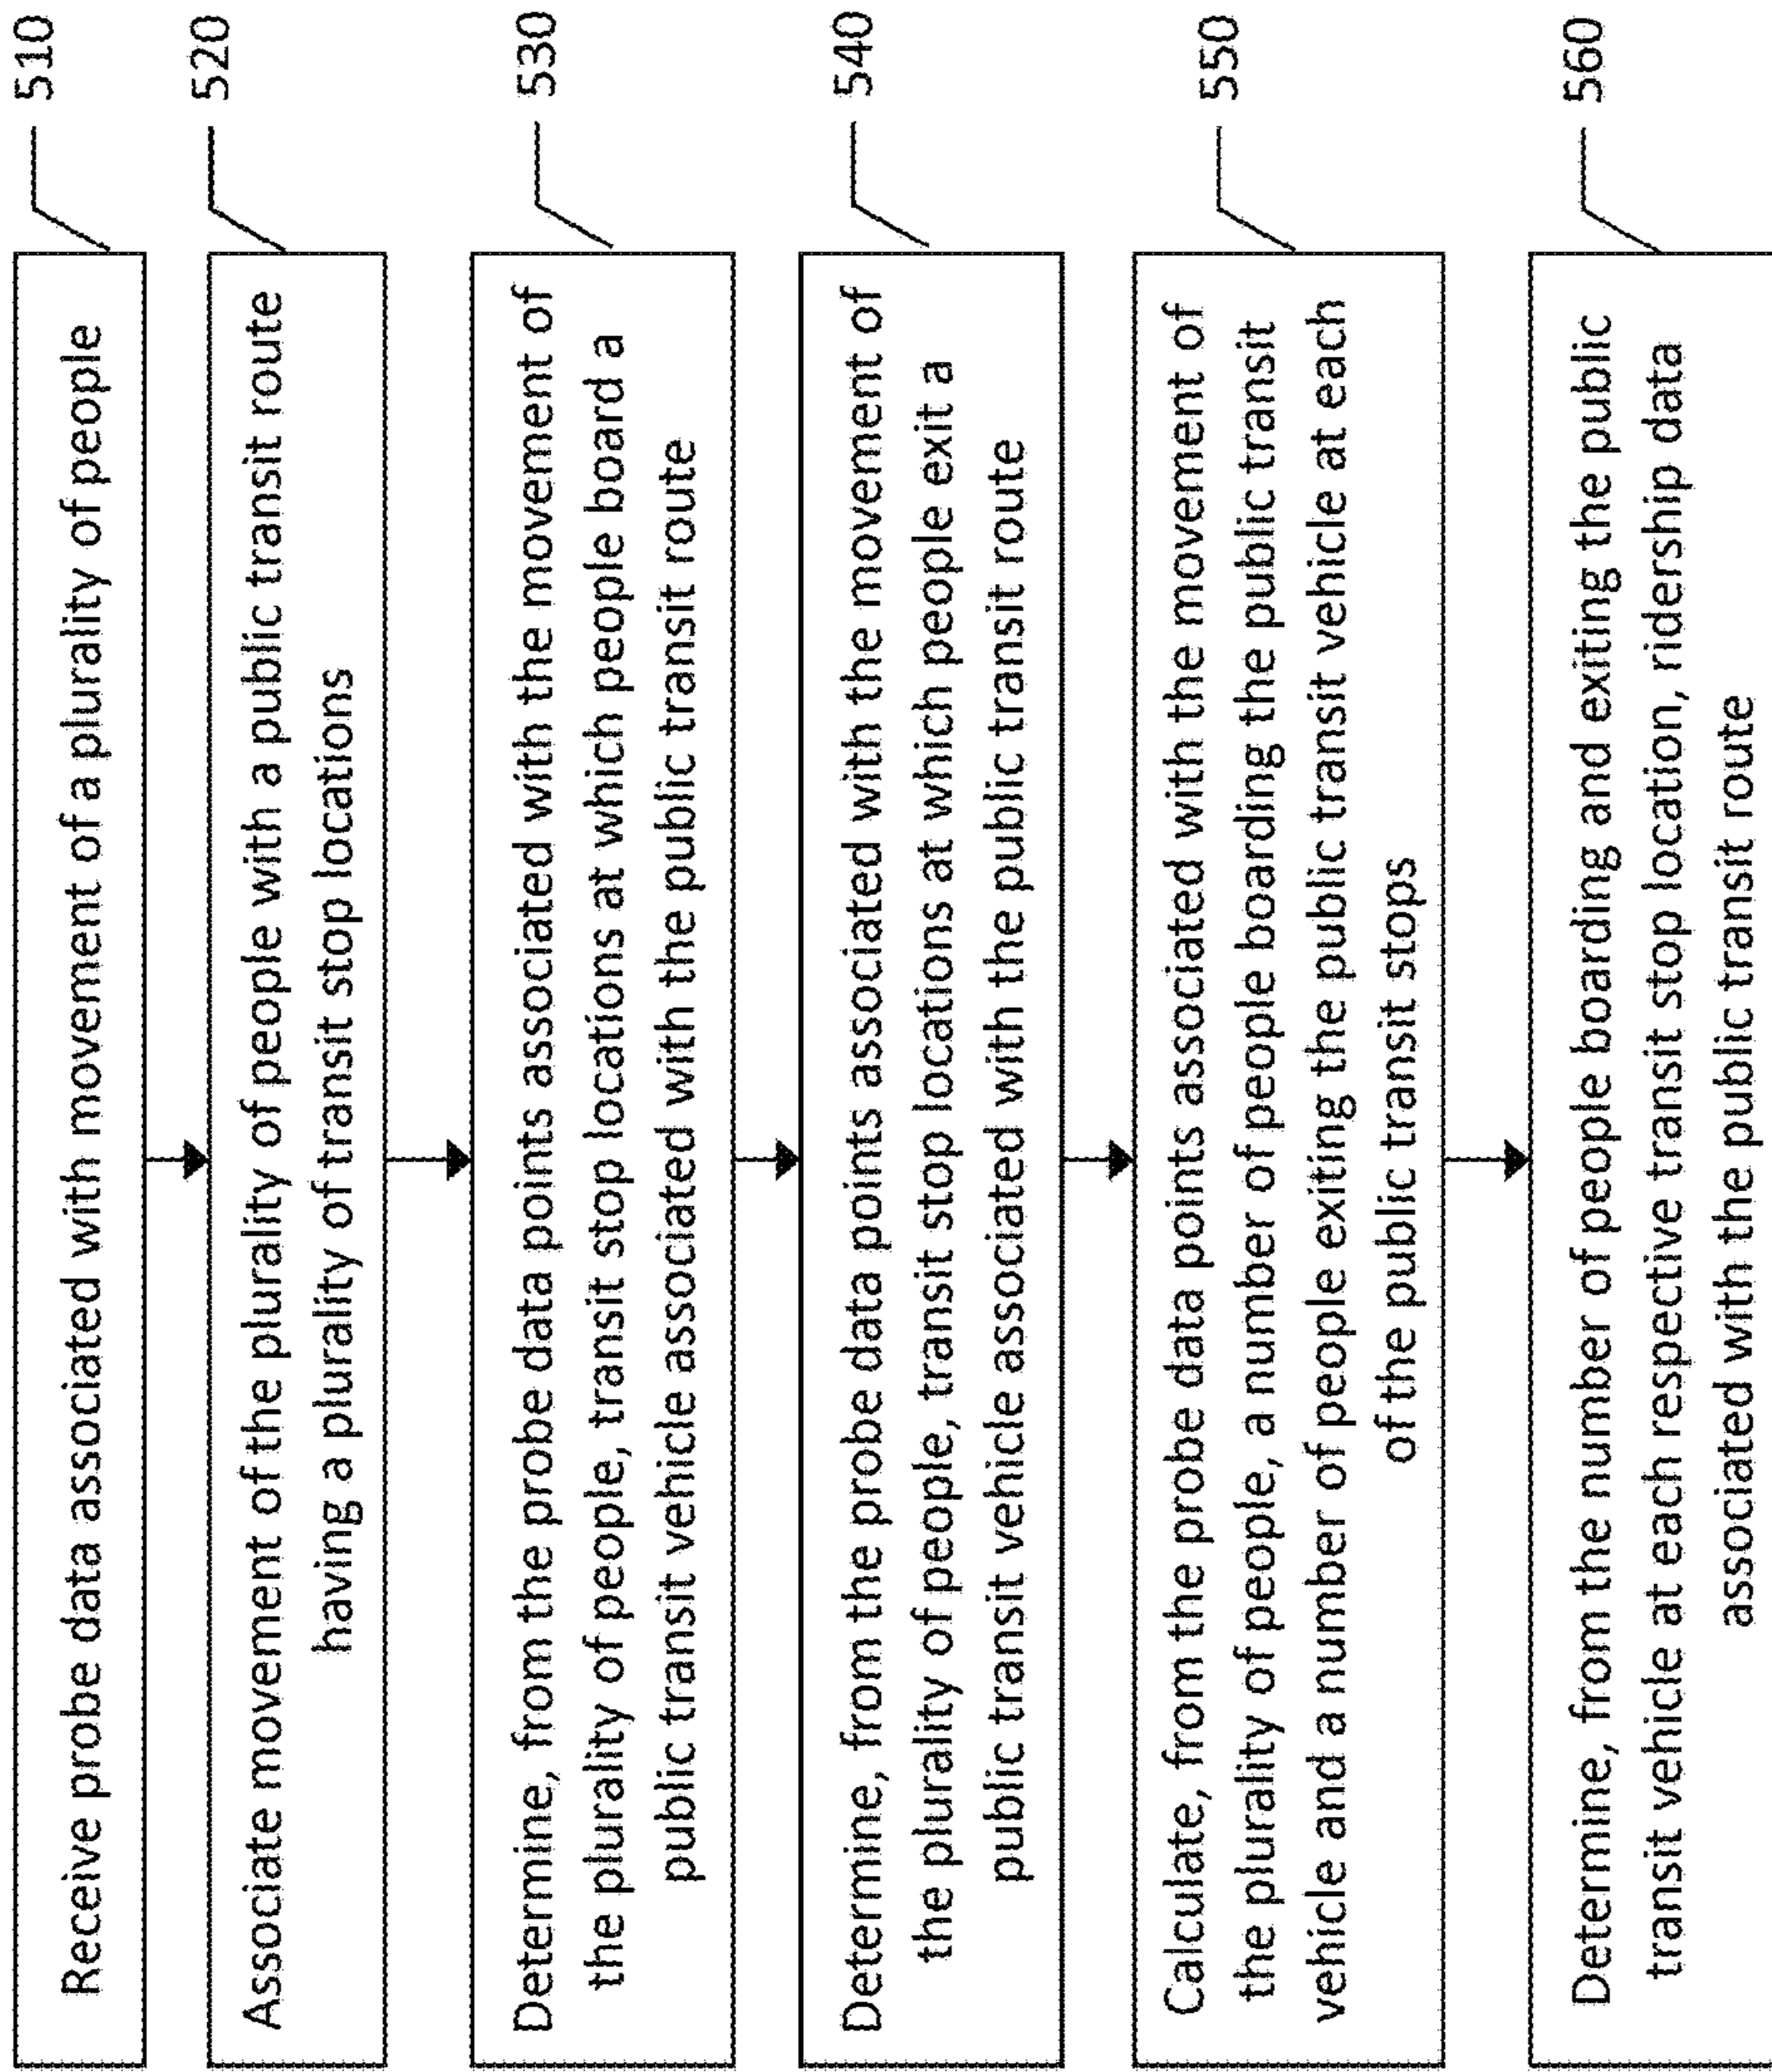 Receive probe data associated with movement of a plurality of people
510
Associate movement of the plurality of people with a public transit route
having a plurality of transit stop locations
520
Determine, from the probe data points associated with the movement of
the plurality of people, transit stop locations at which people board a
public transit vehicle associated with the public transit route
530
Determine, from the probe data points associated with the movement of
the plurality of people, transit stop locations at which people exit a
public transit vehicle associated with the public transit route
540
Calculate, from the probe data points associated with the movement of
the plurality of people, a number of people boarding the public transit
vehicle and a number of people exiting the public transit vehicle at each
of the public transit stops
550
Determine, from the number of people boarding and exiting the public
transit vehicle at each respective transit stop location, ridership data
associated with the public transit route
560